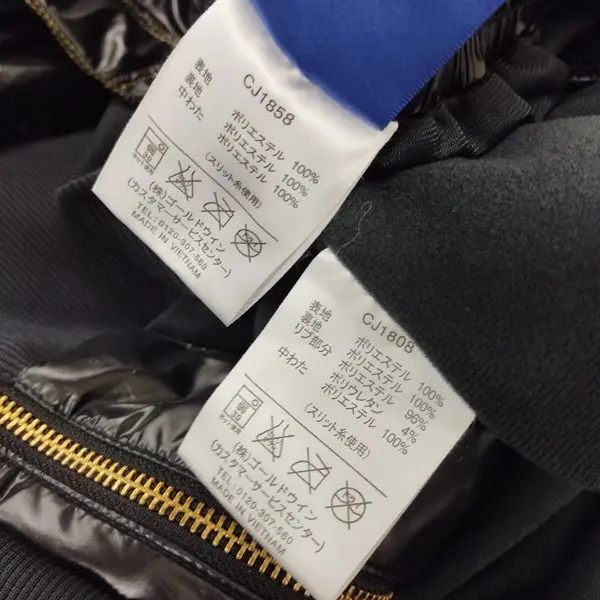 CJ1858
表地 ポリエステル 100%
裏地 ポリエステル 100%
中わた ポリエステル 100%
(スリット糸使用)
(株)ゴールドウイン
(カスタマーサービスセンター)
TEL:0120-307-560
MADE IN VIETNAM
CJ1808
表地 ポリエステル 100%
裏地 ポリエステル 100%
リブ部分 ポリエステル 96%
ポリウレタン 4%
中わた ポリエステル 100%
(スリット糸使用)
(株)ゴールドウイン
(カスタマーサービスセンター)
TEL:0120-307-560
MADE IN VIETNAM